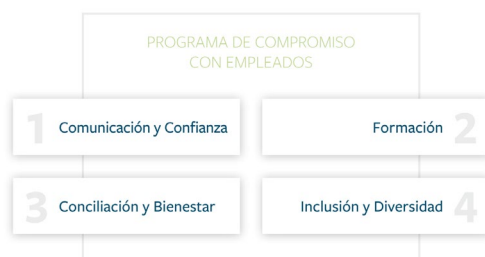 PROGRAMA DE COMPROMISO
CON EMPLEADOS
1 Comunicación y Confianza
Formación 2
3 Conciliación y Bienestar
Inclusión y Diversidad 4